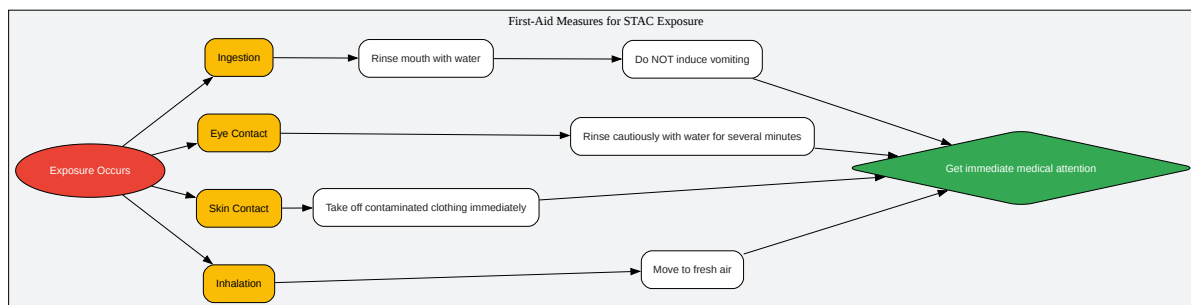 First-Aid Measures for STAC Exposure
Ingestion
Rinse mouth with water
Do NOT induce vomiting
Eye Contact
Rinse cautiously with water for several minutes
Exposure Occurs
Get immediate medical attention
Skin Contact
Take off contaminated clothing immediately
Inhalation
Move to fresh air